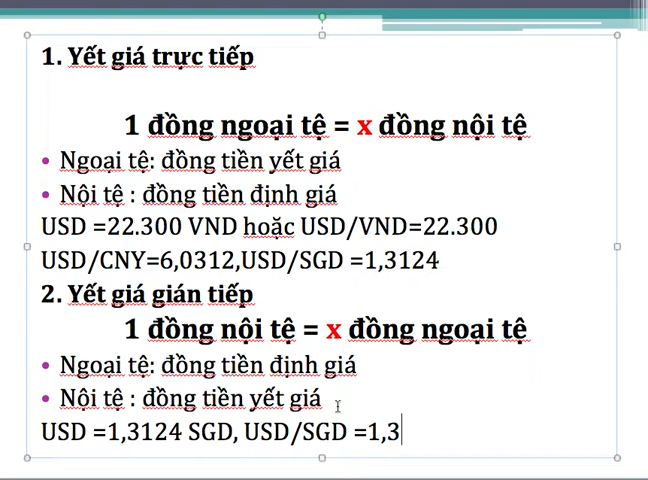 1. Yết giá trực tiếp
1 đồng ngoại tệ = x đồng nội tệ
• Ngoại tệ: đồng tiền yết giá
• Nội tệ : đồng tiền định giá
USD =22.300 VND hoặc USD/VND=22.300
USD/CNY=6,0312,USD/SGD =1,3124
2. Yết giá gián tiếp
1 đồng nội tệ = x đồng ngoại tệ
• Ngoại tệ: đồng tiền định giá
• Nội tệ : đồng tiền yết giá
USD =1,3124 SGD, USD/SGD =1,3